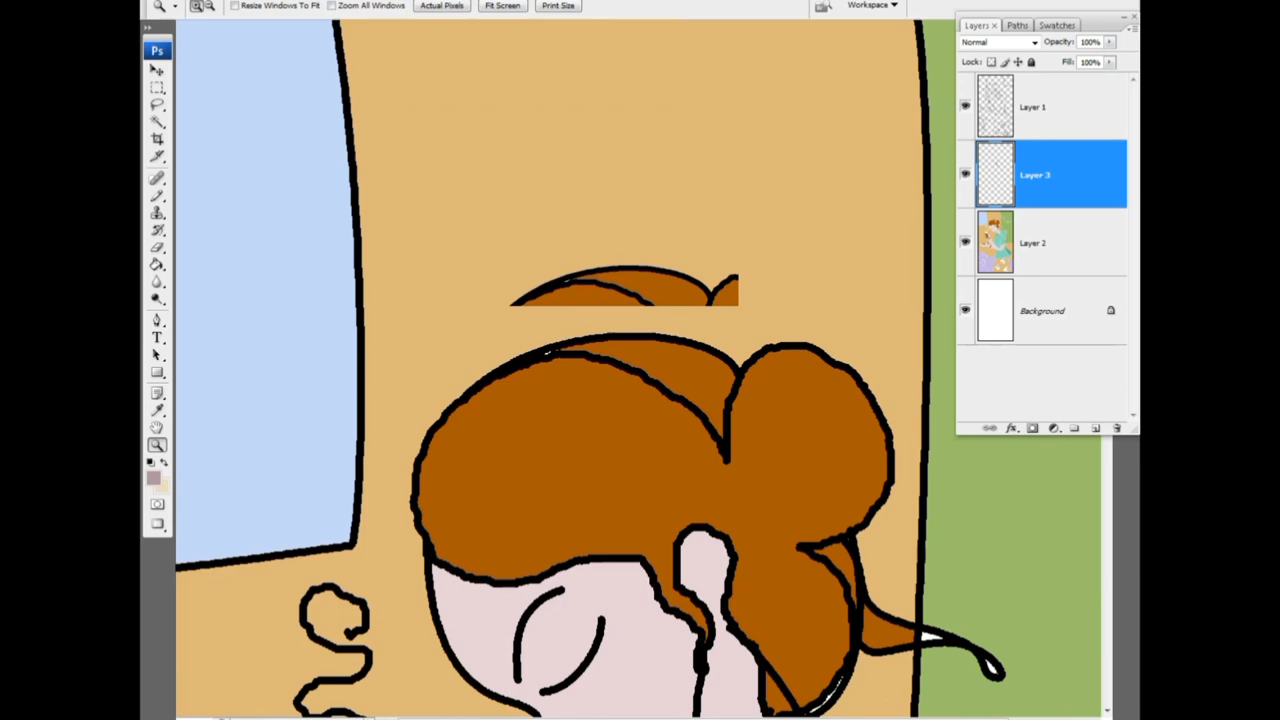 Resize Windows To Fit Zoom All Windows Actual Pixels Fit Screen Print Size Workspace
Ps
Layers Paths Swatches
Normal Opacity: 100%
Lock: Fill: 100%
Layer 1
Layer 3
Layer 2
Background
T